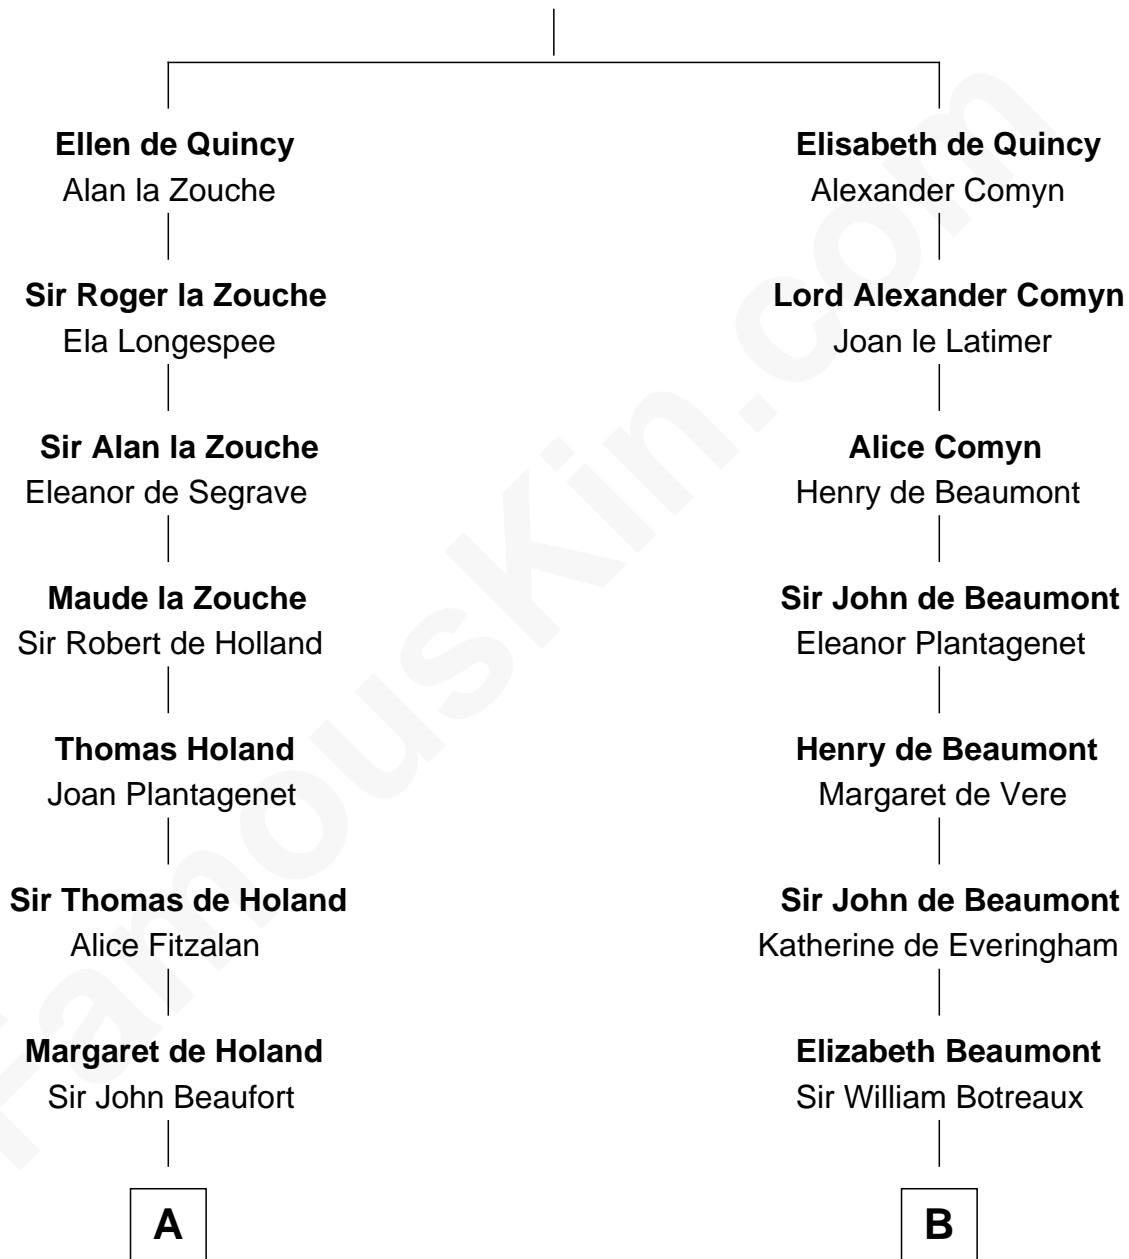 Ellen de Quincy
Alan la Zouche
Elisabeth de Quincy
Alexander Comyn
Sir Roger la Zouche
Ela Longespee
Lord Alexander Comyn
Joan le Latimer
Sir Alan la Zouche
Eleanor de Segrave
Alice Comyn
Henry de Beaumont
Maude la Zouche
Sir Robert de Holland
Sir John de Beaumont
Eleanor Plantagenet
Thomas Holand
Joan Plantagenet
Henry de Beaumont
Margaret de Vere
Sir Thomas de Holand
Alice Fitzalan
Sir John de Beaumont
Katherine de Everingham
Margaret de Holand
Sir John Beaufort
Elizabeth Beaumont
Sir William Botreaux
A
B
FamousKin.com